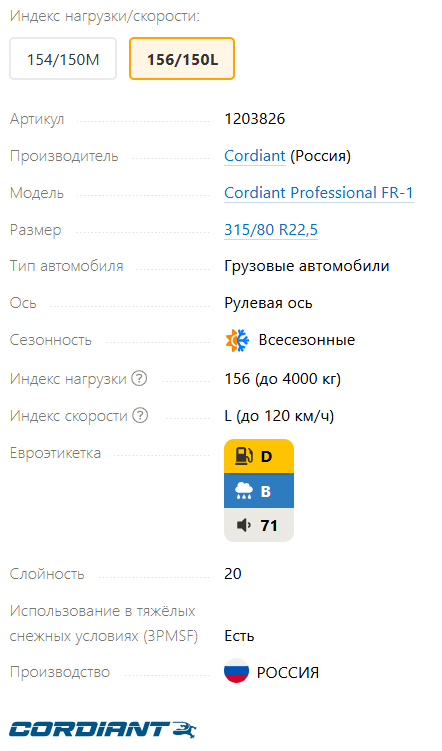 Индекс нагрузки/скорости:
154/150M 156/150L
Артикул 1203826
Производитель Cordiant (Россия)
Модель Cordiant Professional FR-1
Размер 315/80 R22,5
Тип автомобиля Грузовые автомобили
Ось Рулевая ось
Сезонность Всесезонные
Индекс нагрузки ? 156 (до 4000 кг)
Индекс скорости ? L (до 120 км/ч)
Евроэтикетка D
B
71
Слойность 20
Использование в тяжёлых
снежных условиях (3PMSF) Есть
Производство РОССИЯ
CORDIANT